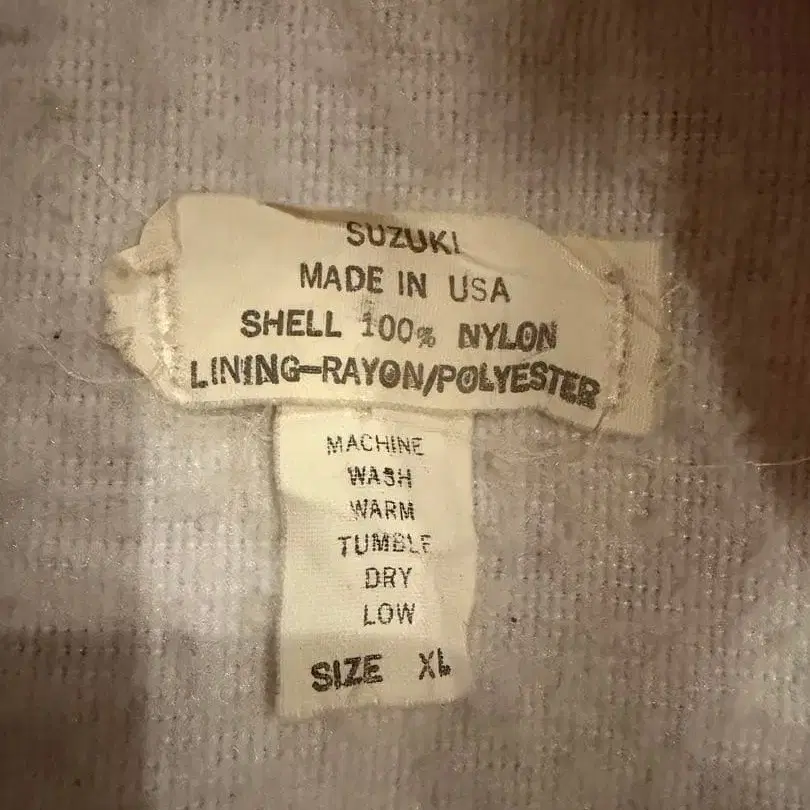 SUZUKI
MADE IN USA
SHELL 100% NYLON
LINING-RAYON/POLYESTER
MACHINE
WASH
WARM
TUMBLE
DRY
LOW
SIZE XL